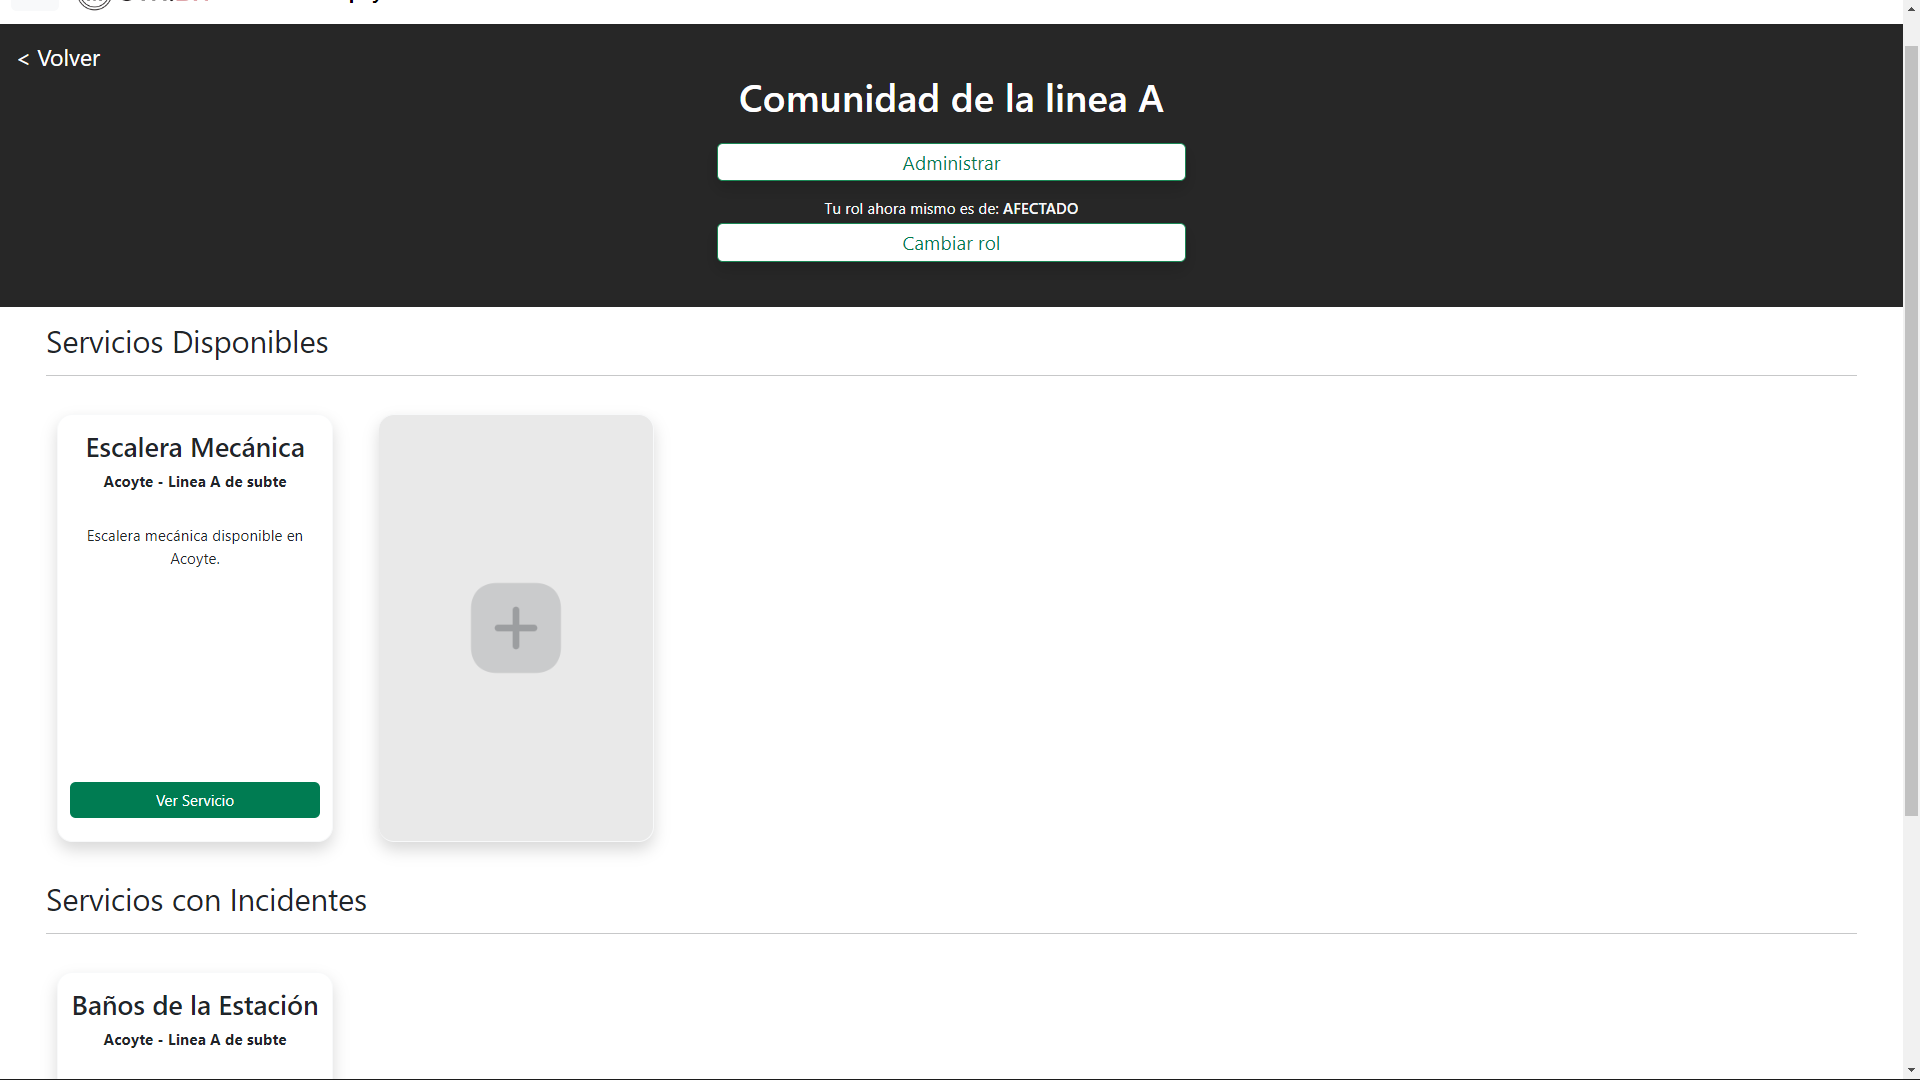 < Volver
Comunidad de la linea A
Administrar
Tu rol ahora mismo es de: AFECTADO
Cambiar rol
Servicios Disponibles
Escalera Mecánica
Acoyte - Linea A de subte
Escalera mecánica disponible en
Acoyte.
Ver Servicio
Servicios con Incidentes
Baños de la Estación
Acoyte - Linea A de subte